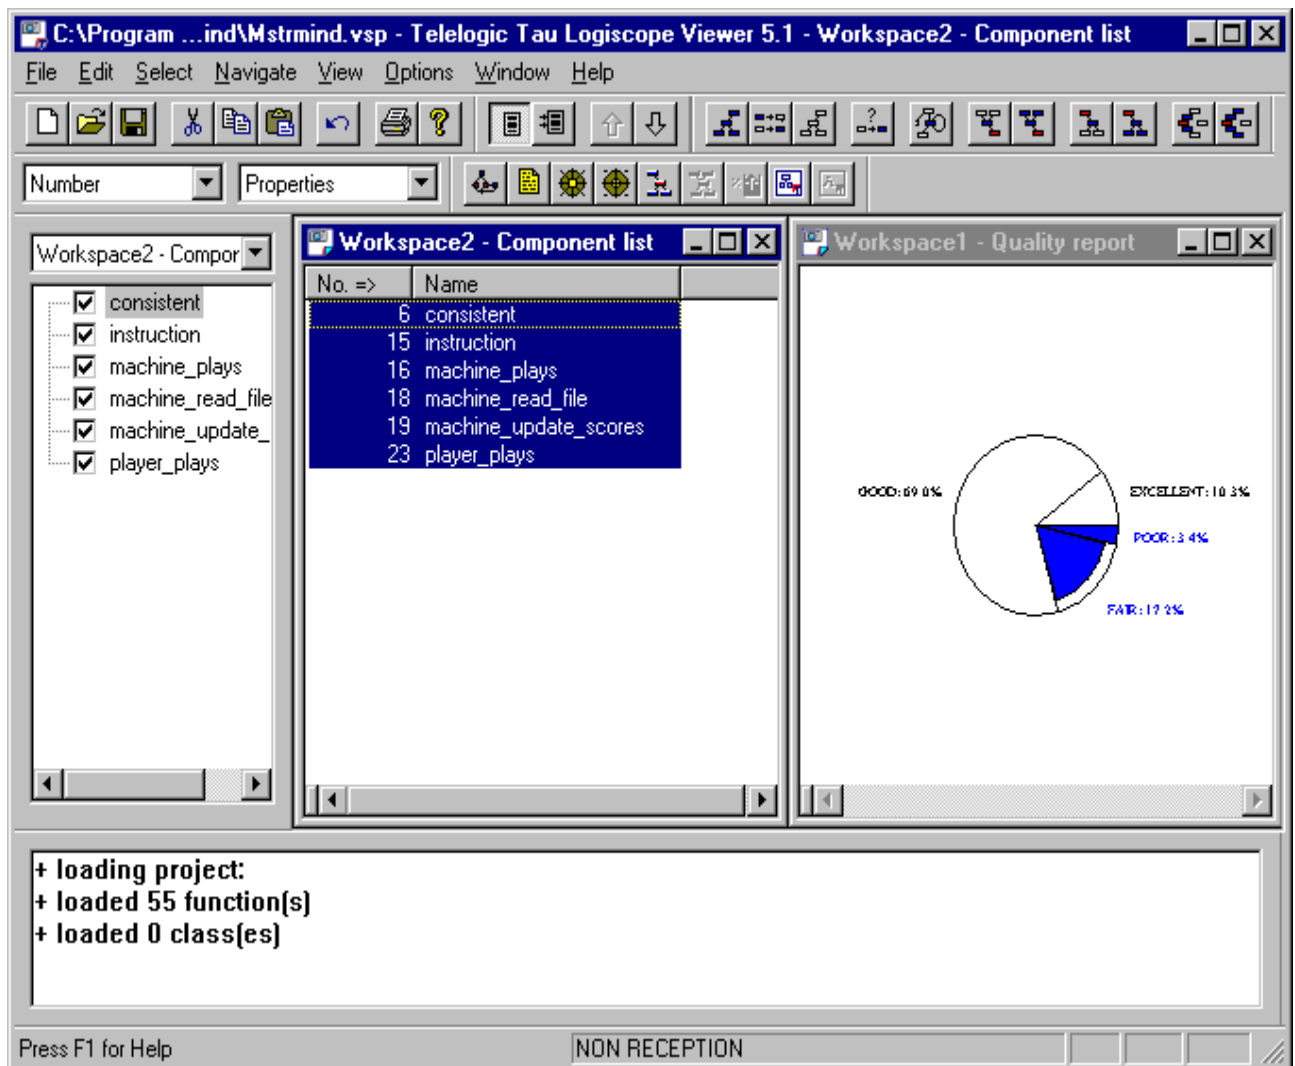 C:\Program ...ind\Mstrmind.vsp - Telelogic Tau Logiscope Viewer 5.1 - Workspace2 - Component list
File Edit Select Navigate View Options Window Help
Number Properties
Workspace2 - Compor
consistent
instruction
machine_plays
machine_read_file
machine_update_
player_plays
Workspace2 - Component list
No. => Name
6 consistent
15 instruction
16 machine_plays
18 machine_read_file
19 machine_update_scores
23 player_plays
Workspace1 - Quality report
GOOD: 69.0%
EXCELLENT: 10.3%
POOR: 3.4%
FAIR: 17.2%
+ loading project:
+ loaded 55 function(s)
+ loaded 0 class(es)
Press F1 for Help
NON RECEPTION